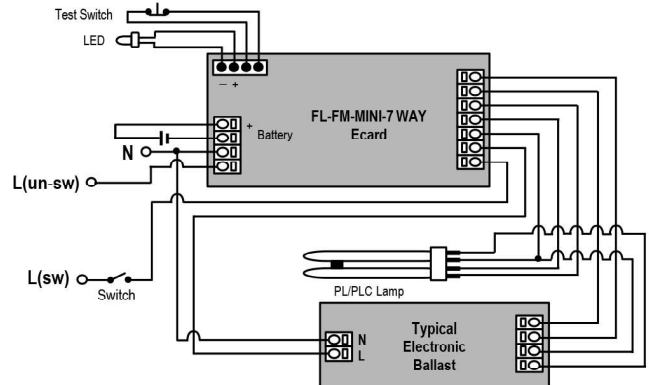 Test Switch
LED
— +
FL-FM-MINI-7 WAY
Ecard
+
Battery
N
L(un-sw)
L(sw)
Switch
PL/PLC Lamp
N
L
Typical
Electronic
Ballast